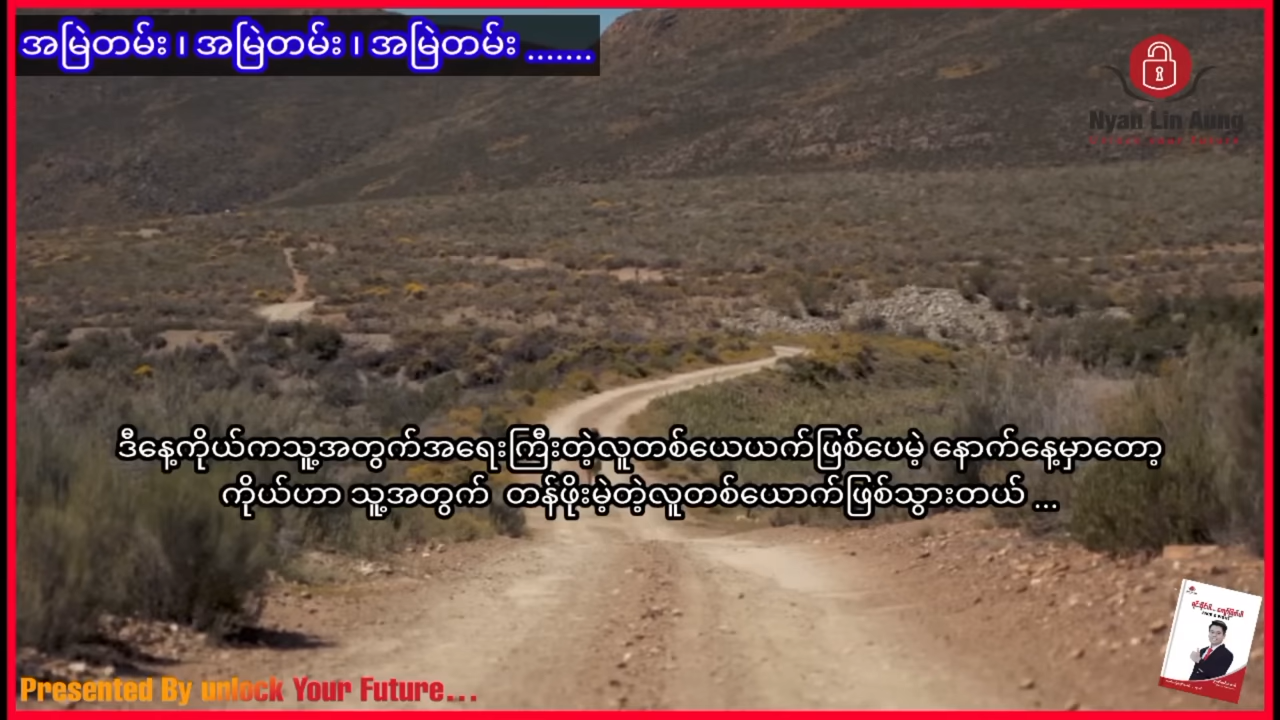 အမြဲတမ်း ၊ အမြဲတမ်း ၊ အမြဲတမ်း .......
Nyan Lin Aung
ဒီနေ့ကိုယ်ကသူ့အတွက်အရေးကြီးတဲ့လူတစ်ယေယက်ဖြစ်ပေမဲ့ နောက်နေ့မှာတော့
ကိုယ်ဟာ သူ့အတွက် တန်ဖိုးမဲ့တဲ့လူတစ်ယောက်ဖြစ်သွားတယ် ...
Presented By unlock Your Future...